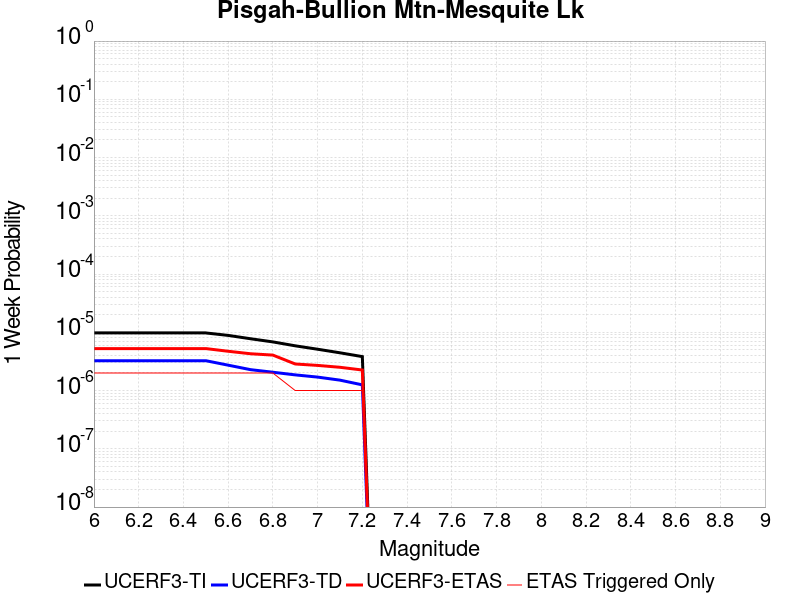 Pisgah-Bullion Mtn-Mesquite Lk
10^0
10^-1
10^-2
10^-3
10^-4
10^-5
10^-6
10^-7
10^-8
1 Week Probability
6 6.2 6.4 6.6 6.8 7 7.2 7.4 7.6 7.8 8 8.2 8.4 8.6 8.8 9
Magnitude
UCERF3-TI UCERF3-TD UCERF3-ETAS ETAS Triggered Only